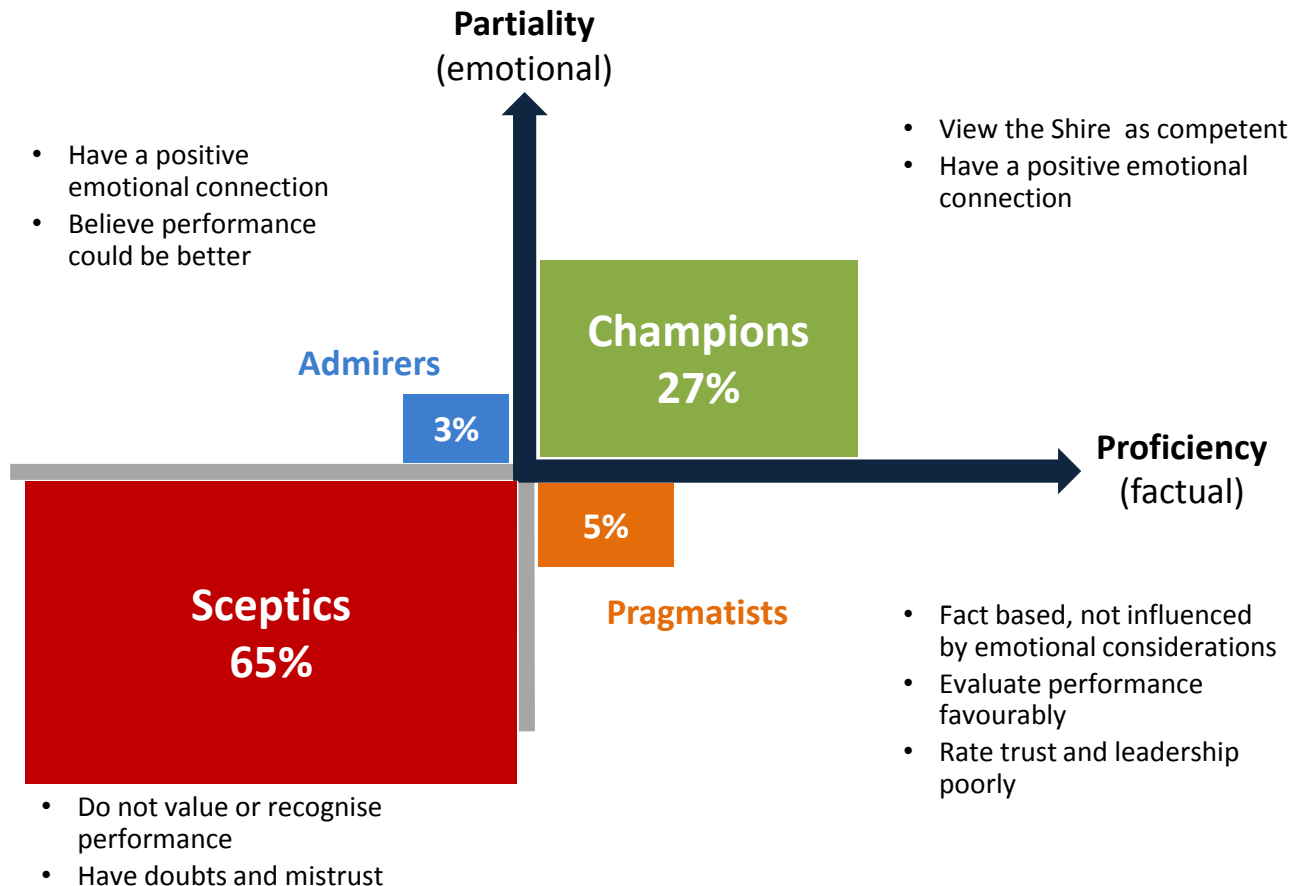 Partiality
(emotional)
• Have a positive
emotional connection
• Believe performance
could be better
• View the Shire as competent
• Have a positive emotional
connection
Champions
27%
Admirers
3%
Proficiency
(factual)
5%
Pragmatists
Sceptics
65%
• Fact based, not influenced
by emotional considerations
• Evaluate performance
favourably
• Rate trust and leadership
poorly
• Do not value or recognise
performance
• Have doubts and mistrust